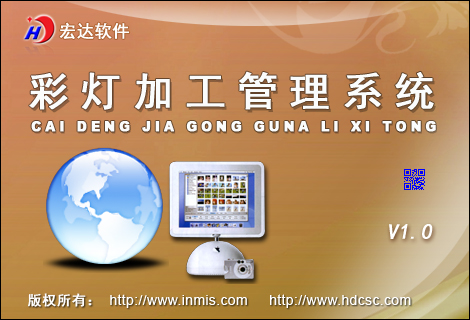 宏达软件
彩灯加工管理系统
CAI DENG JIA GONG GUNA LI XI TONG
V1.0
版权所有： http://www.inmis.com http://www.hdcsc.com